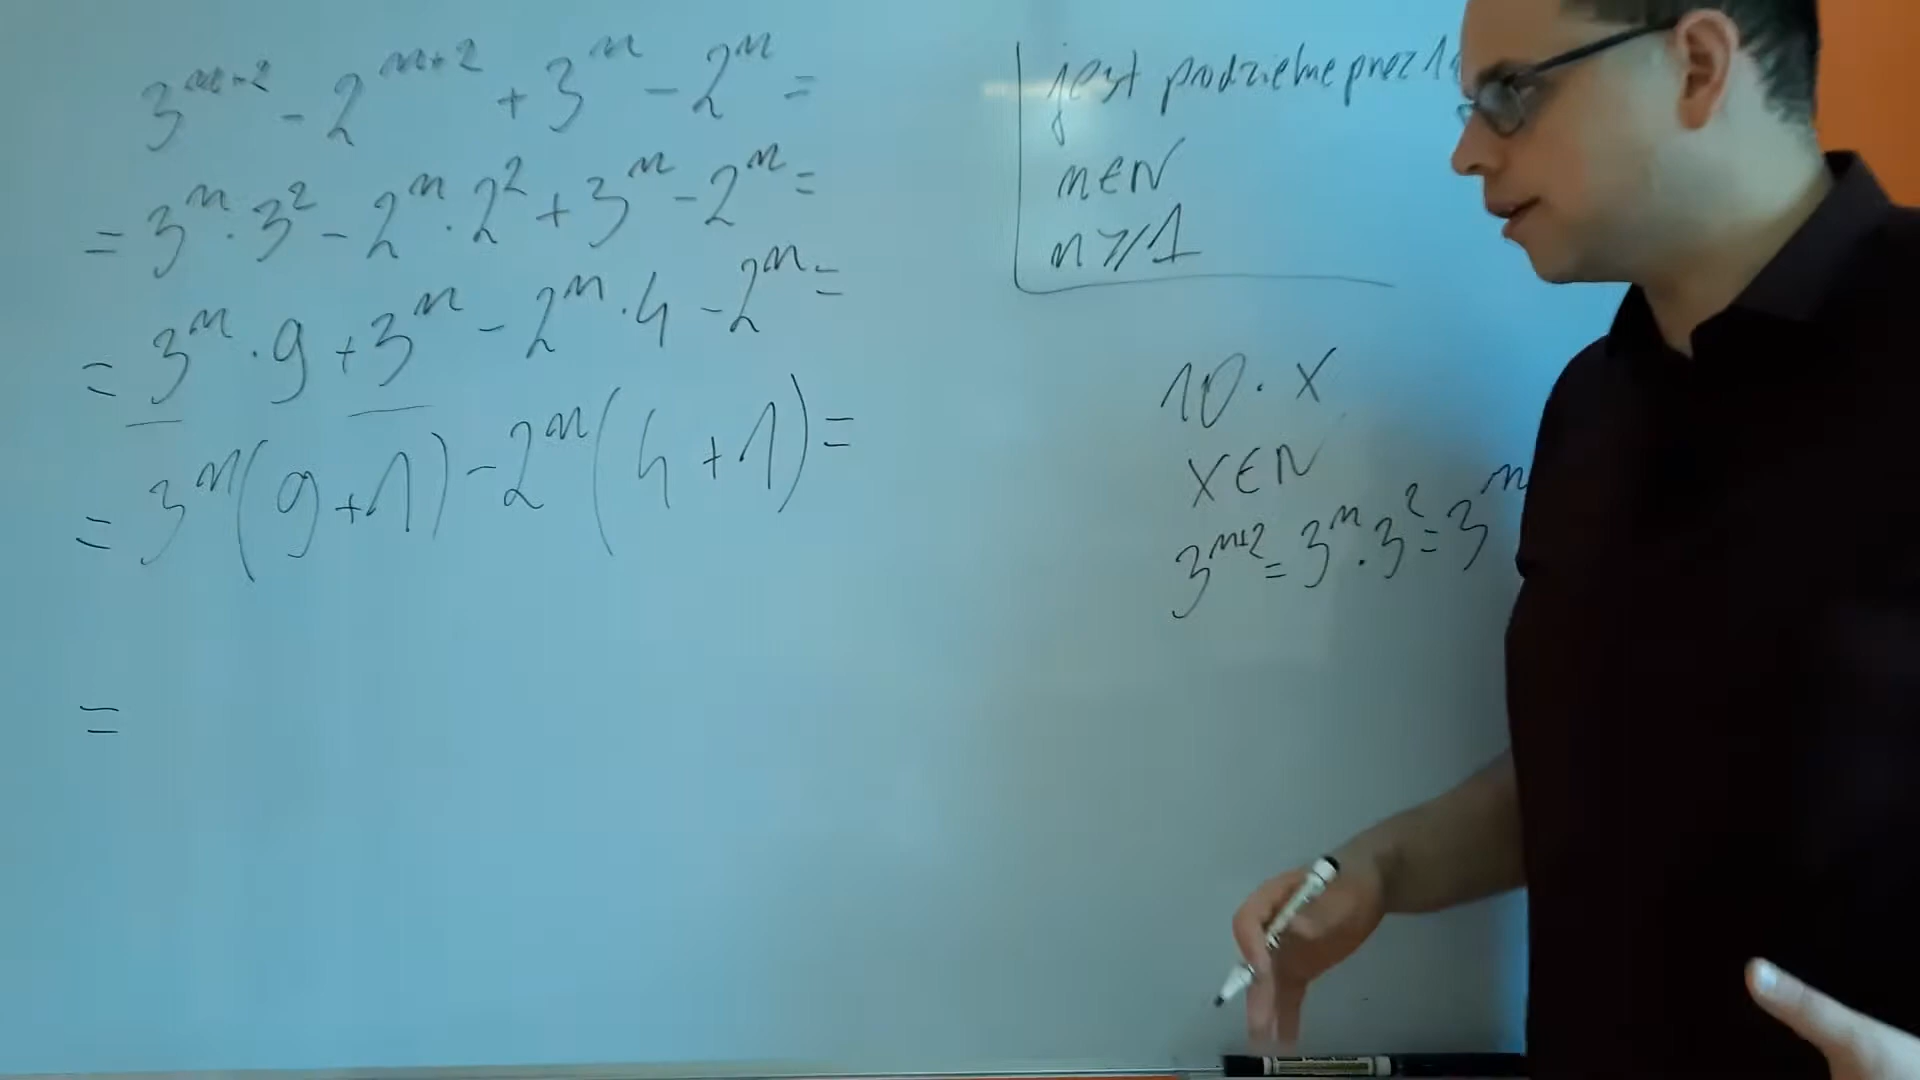 3^{n+2} - 2^{n+2} + 3^n - 2^n =
= 3^n · 3^2 - 2^n · 2^2 + 3^n - 2^n =
= 3^n · 9 + 3^n - 2^n · 4 - 2^n =
= 3^n (9+1) - 2^n (4+1) =
=
jest podzielne przez 10
n∈N
n⩾1
10 · X
X∈N
3^{n+2} = 3^n · 3^2 = 3^n